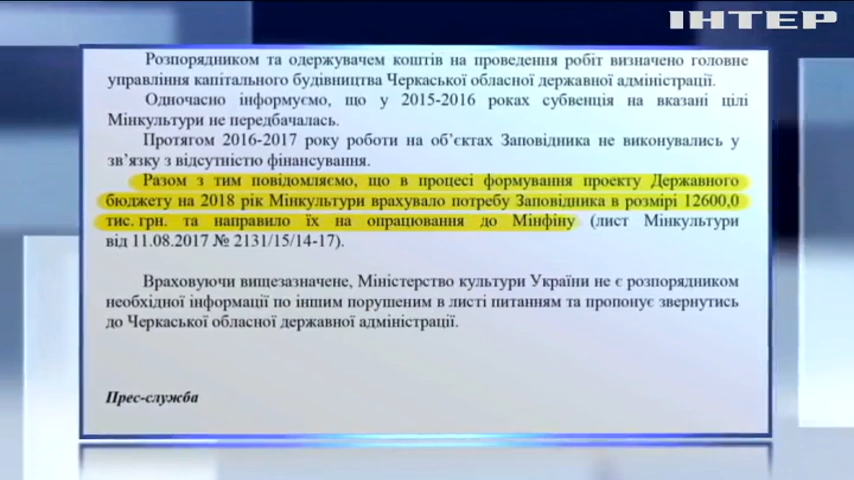 ІНТЕР
Розпорядником та одержувачем коштів на проведення робіт визначено головне
управління капітального будівництва Черкаської обласної державної адміністрації.
Одночасно інформуємо, що у 2015-2016 роках субвенція на вказані цілі
Мінкультури не передбачалась.
Протягом 2016-2017 року роботи на об’єктах Заповідника не виконувались у
зв’язку з відсутністю фінансування.
Разом з тим повідомляємо, що в процесі формування проекту Державного
бюджету на 2018 рік Мінкультури врахувало потребу Заповідника в розмірі 12600,0
тис. грн. та направило їх на опрацювання до Мінфіну (лист Мінкультури
від 11.08.2017 № 2131/15/14-17).
Враховуючи вищезазначене, Міністерство культури України не є розпорядником
необхідної інформації по іншим порушеним в листі питанням та пропонує звернутись
до Черкаської обласної державної адміністрації.
Прес-служба